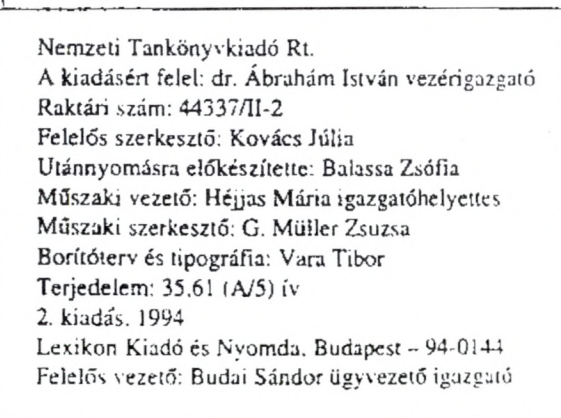 Nemzeti Tankönyvkiadó Rt.
A kiadásért felel: dr. Ábrahám István vezérigazgató
Raktári szám: 44337/II-2
Felelős szerkesztő: Kovács Júlia
Utánnyomásra előkészítette: Balassa Zsófia
Műszaki vezető: Héjjas Mária igazgatóhelyettes
Műszaki szerkesztő: G. Müller Zsuzsa
Borítóterv és tipográfia: Vara Tibor
Terjedelem: 35,61 (A/5) ív
2. kiadás. 1994
Lexikon Kiadó és Nyomda, Budapest – 94-0144
Felelős vezető: Budai Sándor ügyvezető igazgató